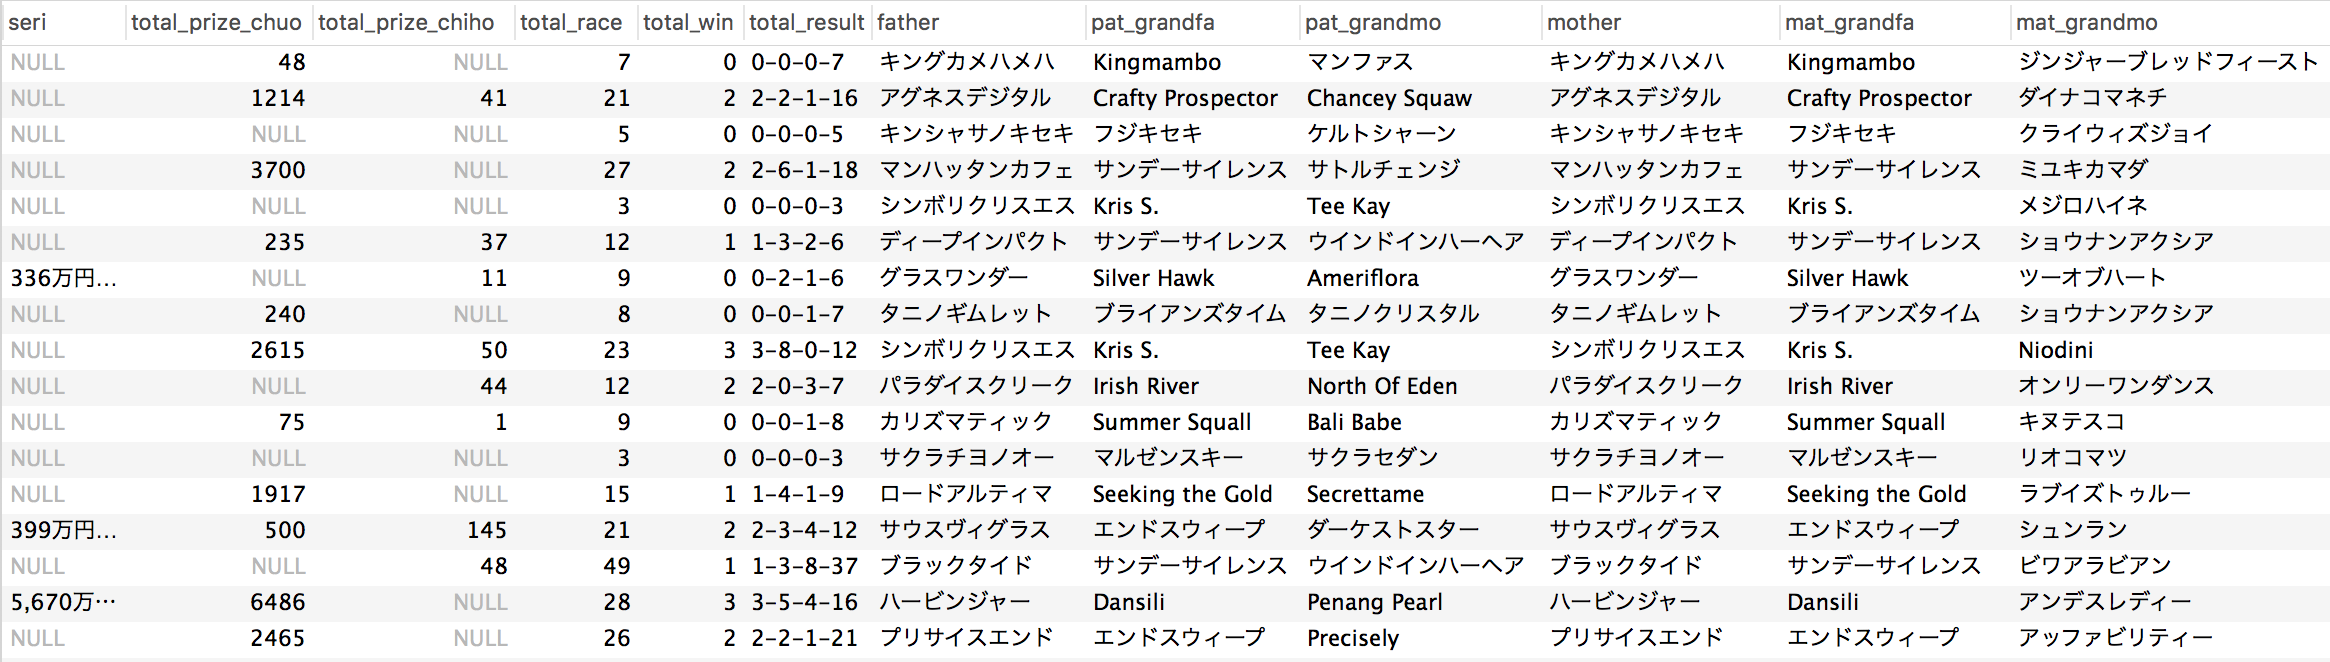 seri total_prize_chuo total_prize_chiho total_race total_win total_result father pat_grandfa pat_grandmo mother mat_grandfa mat_grandmo
NULL 48 NULL 7 0 0-0-0-7 キングカメハメハ Kingmambo マンファス キングカメハメハ Kingmambo ジンジャーブレッドフィースト
NULL 1214 41 21 2 2-2-1-16 アグネスデジタル Crafty Prospector Chancey Squaw アグネスデジタル Crafty Prospector ダイナコマネチ
NULL NULL NULL 5 0 0-0-0-5 キンシャサノキセキ フジキセキ ケルトシャーン キンシャサノキセキ フジキセキ クライウィズジョイ
NULL 3700 NULL 27 2 2-6-1-18 マンハッタンカフェ サンデーサイレンス サトルチェンジ マンハッタンカフェ サンデーサイレンス ミユキカマダ
NULL NULL NULL 3 0 0-0-0-3 シンボリクリスエス Kris S. Tee Kay シンボリクリスエス Kris S. メジロハイネ
NULL 235 37 12 1 1-3-2-6 ディープインパクト サンデーサイレンス ウインドインハーヘア ディープインパクト サンデーサイレンス ショウナンアクシア
336万円… NULL 11 9 0 0-2-1-6 グラスワンダー Silver Hawk Ameriflora グラスワンダー Silver Hawk ツーオブハート
NULL 240 NULL 8 0 0-0-1-7 タニノギムレット ブライアンズタイム タニノクリスタル タニノギムレット ブライアンズタイム ショウナンアクシア
NULL 2615 50 23 3 3-8-0-12 シンボリクリスエス Kris S. Tee Kay シンボリクリスエス Kris S. Niodini
NULL NULL 44 12 2 2-0-3-7 パラダイスクリーク Irish River North Of Eden パラダイスクリーク Irish River オンリーワンダンス
NULL 75 1 9 0 0-0-1-8 カリズマティック Summer Squall Bali Babe カリズマティック Summer Squall キヌテスコ
NULL NULL NULL 3 0 0-0-0-3 サクラチヨノオー マルゼンスキー サクラセダン サクラチヨノオー マルゼンスキー リオコマツ
NULL 1917 NULL 15 1 1-4-1-9 ロードアルティマ Seeking the Gold Secrettame ロードアルティマ Seeking the Gold ラブイズトゥルー
399万円… 500 145 21 2 2-3-4-12 サウスヴィグラス エンドスウィープ ダーケストスター サウスヴィグラス エンドスウィープ シュンラン
NULL NULL 48 49 1 1-3-8-37 ブラックタイド サンデーサイレンス ウインドインハーヘア ブラックタイド サンデーサイレンス ビワアラビアン
5,670万… 6486 NULL 28 3 3-5-4-16 ハービンジャー Dansili Penang Pearl ハービンジャー Dansili アンデスレディー
NULL 2465 NULL 26 2 2-2-1-21 プリサイスエンド エンドスウィープ Precisely プリサイスエンド エンドスウィープ アッファビリティー